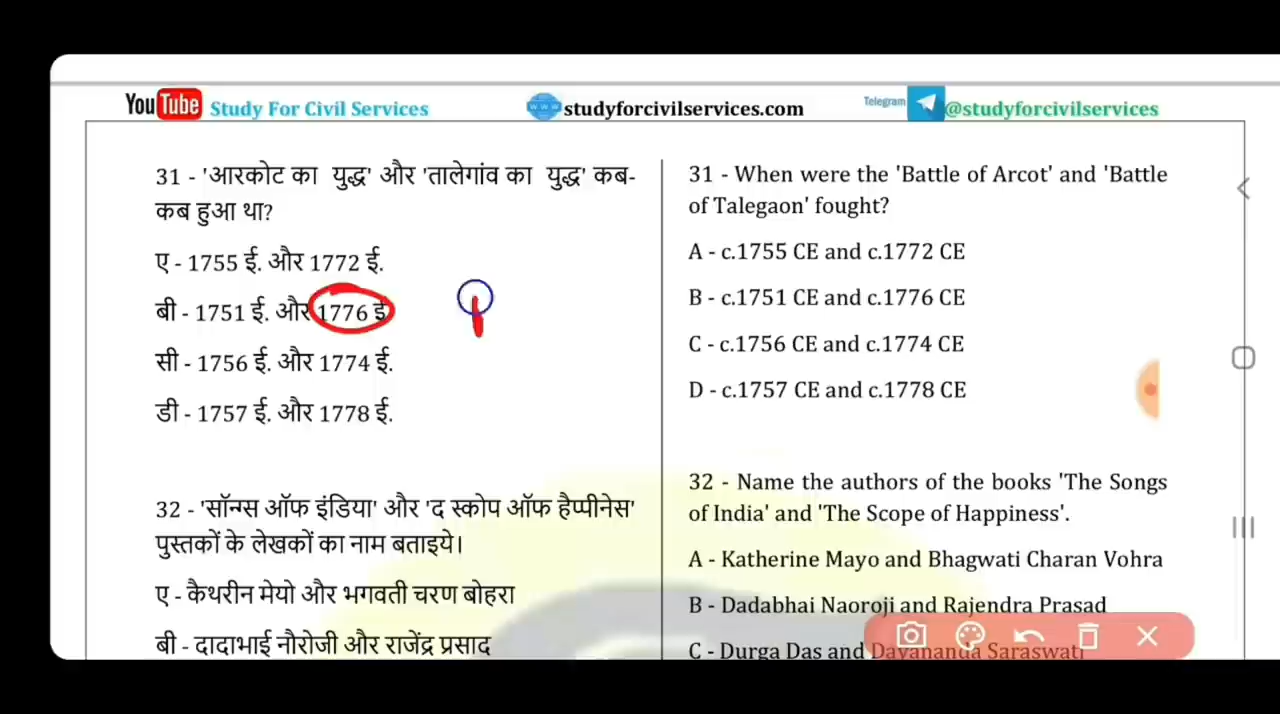 YouTube Study For Civil Services
www studyforcivilservices.com
Telegram @studyforcivilservices
31 - 'आरकोट का युद्ध' और 'तालेगांव का युद्ध' कब-
कब हुआ था?
ए - 1755 ई. और 1772 ई.
बी - 1751 ई. और 1776 ई
सी - 1756 ई. और 1774 ई.
डी - 1757 ई. और 1778 ई.
32 - 'सॉन्ग्स ऑफ इंडिया' और 'द स्कोप ऑफ हैप्पीनेस'
पुस्तकों के लेखकों का नाम बताइये।
ए - कैथरीन मेयो और भगवती चरण बोहरा
बी - दादाभाई नौरोजी और राजेंद्र प्रसाद
31 - When were the 'Battle of Arcot' and 'Battle
of Talegaon' fought?
A - c.1755 CE and c.1772 CE
B - c.1751 CE and c.1776 CE
C - c.1756 CE and c.1774 CE
D - c.1757 CE and c.1778 CE
32 - Name the authors of the books 'The Songs
of India' and 'The Scope of Happiness'.
A - Katherine Mayo and Bhagwati Charan Vohra
B - Dadabhai Naoroji and Rajendra Prasad
C - Durga Das and Dayananda Saraswati